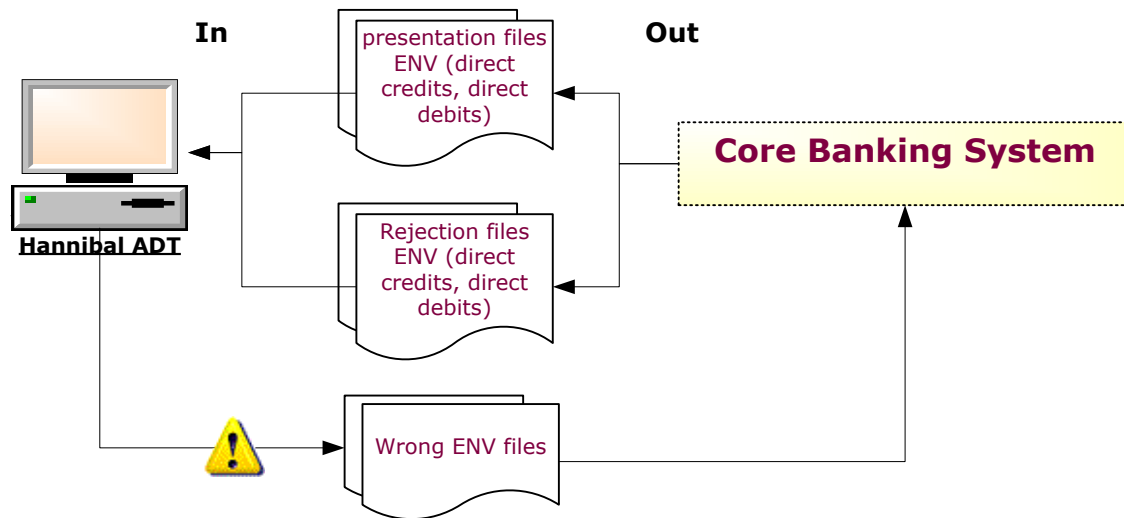 In
Out
presentation files
ENV (direct
credits, direct
debits)
Core Banking System
Hannibal ADT
Rejection files
ENV (direct
credits, direct
debits)
Wrong ENV files